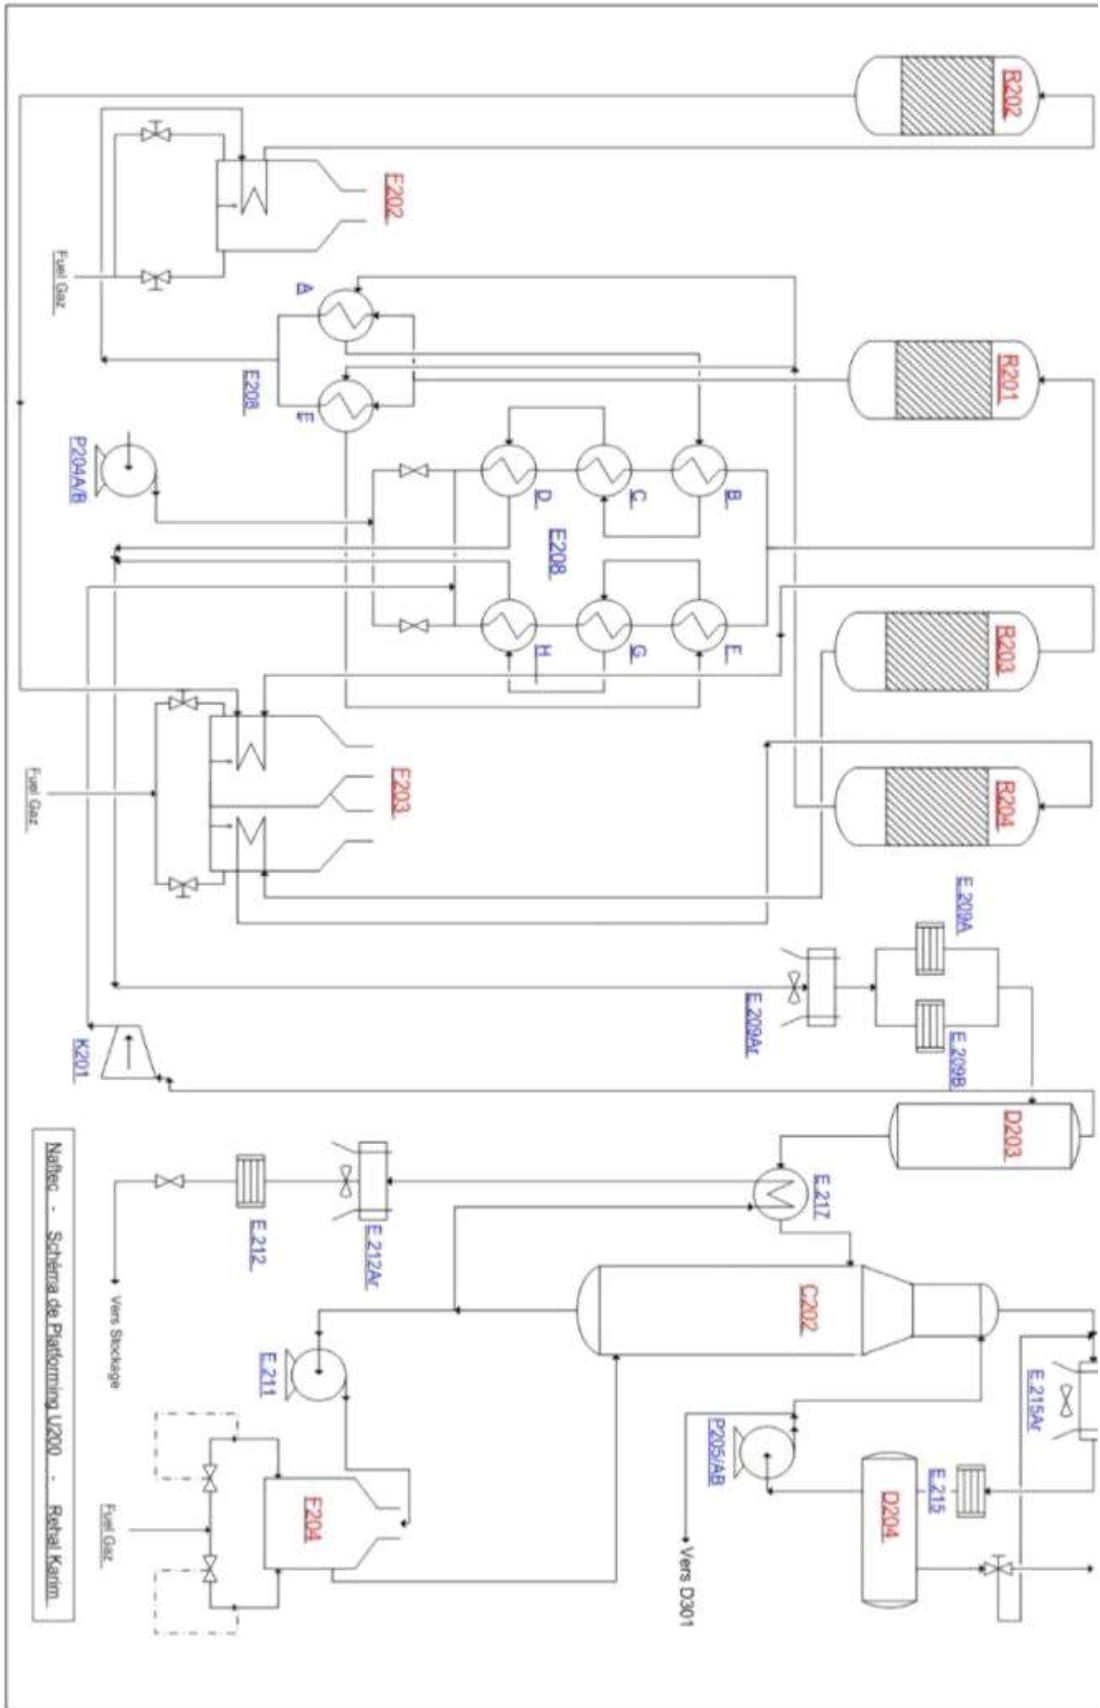 R202
R201
R203
R204
E.209A
E.209B
D203
E.209Ar
F202
Fuel Gaz
A
E
E208
B
C
D
E208
F
G
H
P204A/B
F203
Fuel Gaz
K201
E.217
C202
E.215Ar
E.215
D204
P205/AB
Vers D301
E.212Ar
E.212
Vers Stockage
E.211
F204
Fuel Gaz
Naftec - Schéma de Platforming U200 - Rehal Karim